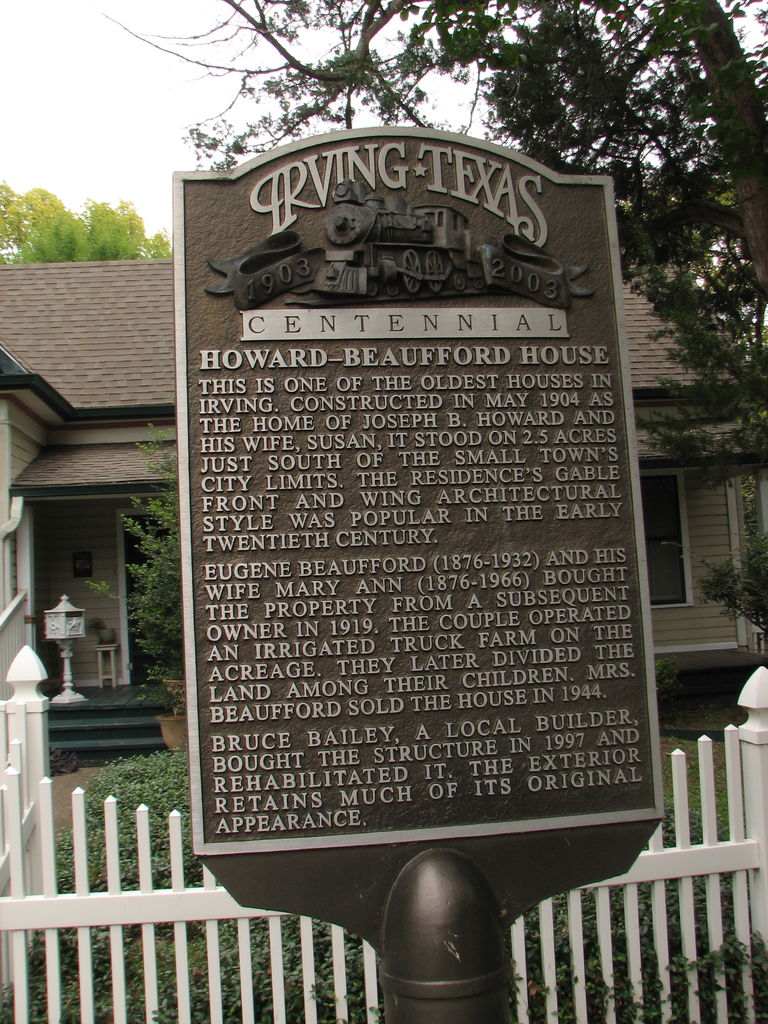 IRVING★TEXAS
1903
2003
CENTENNIAL
HOWARD–BEAUFFORD HOUSE
THIS IS ONE OF THE OLDEST HOUSES IN
IRVING. CONSTRUCTED IN MAY 1904 AS
THE HOME OF JOSEPH B. HOWARD AND
HIS WIFE, SUSAN, IT STOOD ON 2.5 ACRES
JUST SOUTH OF THE SMALL TOWN'S
CITY LIMITS. THE RESIDENCE'S GABLE
FRONT AND WING ARCHITECTURAL
STYLE WAS POPULAR IN THE EARLY
TWENTIETH CENTURY.
EUGENE BEAUFFORD (1876-1932) AND HIS
WIFE MARY ANN (1876-1966) BOUGHT
THE PROPERTY FROM A SUBSEQUENT
OWNER IN 1919. THE COUPLE OPERATED
AN IRRIGATED TRUCK FARM ON THE
ACREAGE. THEY LATER DIVIDED THE
LAND AMONG THEIR CHILDREN. MRS.
BEAUFFORD SOLD THE HOUSE IN 1944.
BRUCE BAILEY, A LOCAL BUILDER,
BOUGHT THE STRUCTURE IN 1997 AND
REHABILITATED IT. THE EXTERIOR
RETAINS MUCH OF ITS ORIGINAL
APPEARANCE.